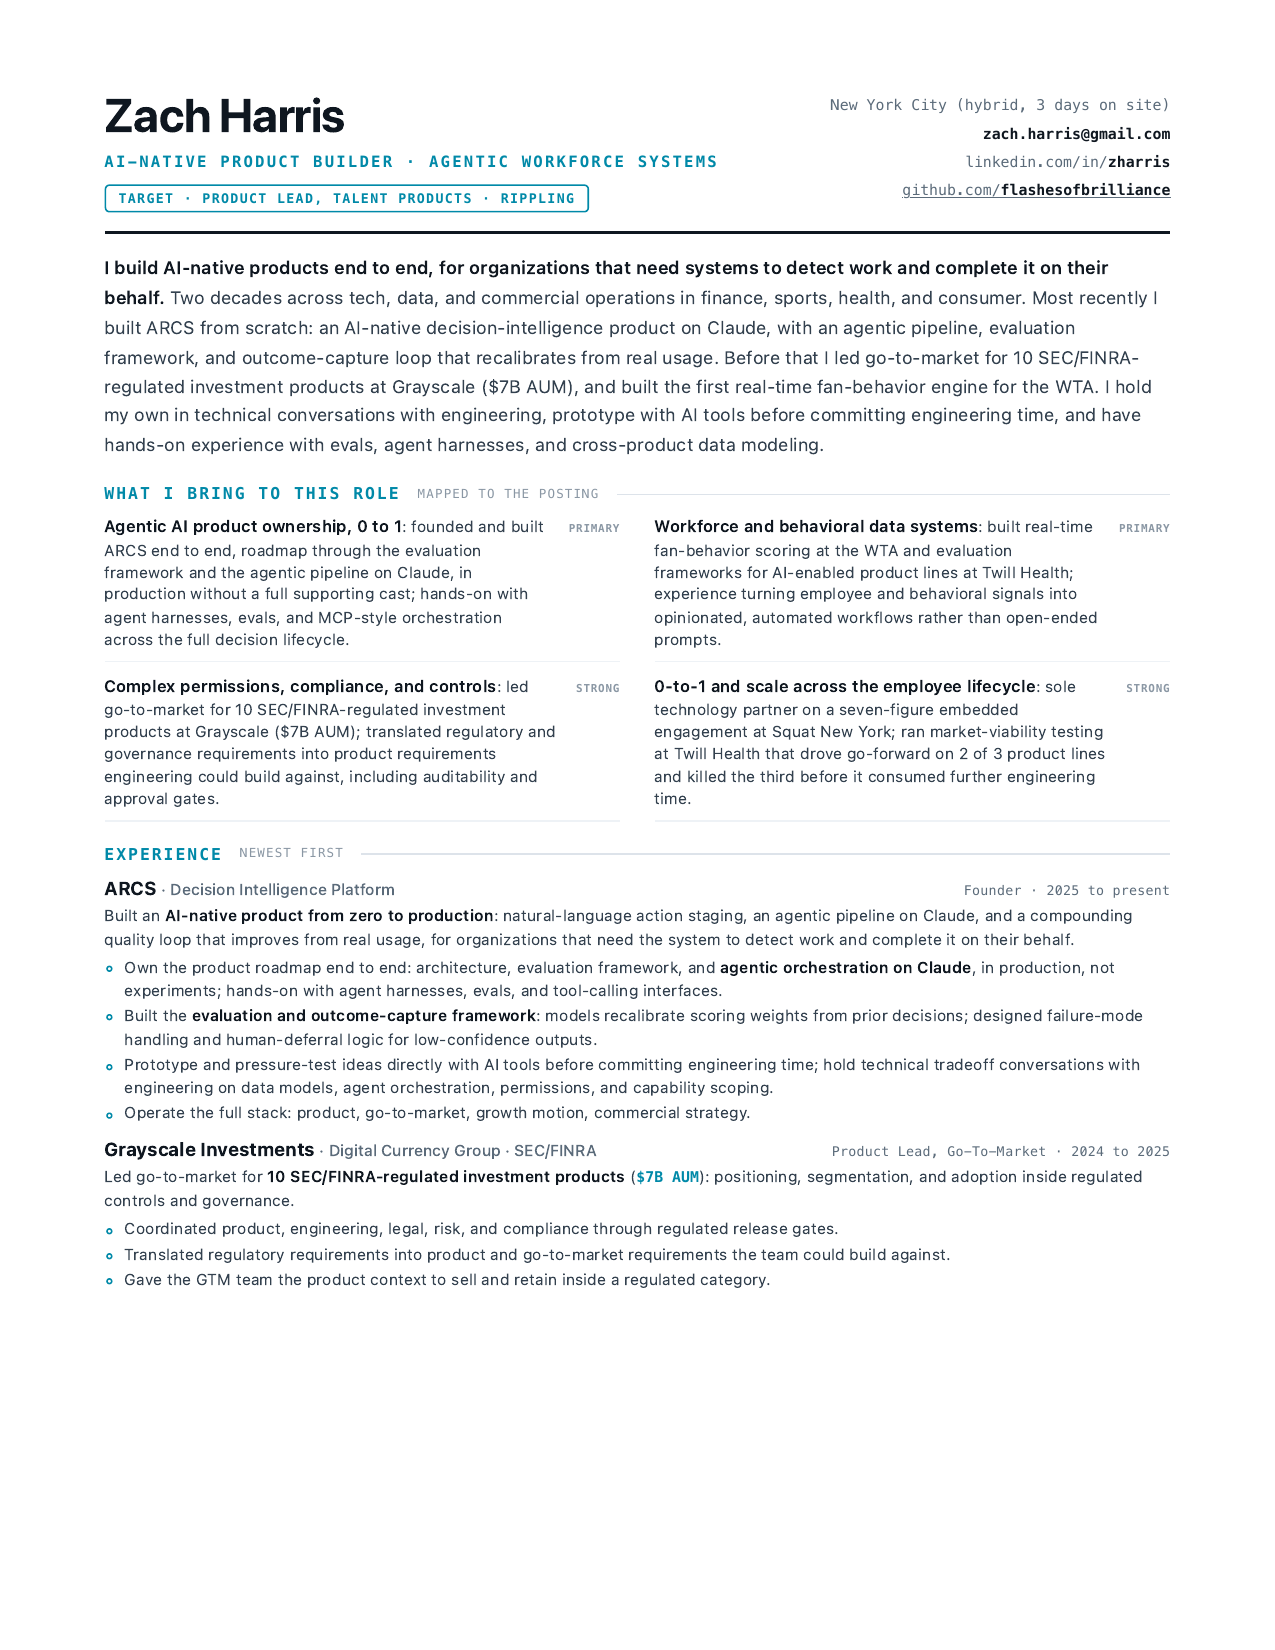 Zach Harris
AI–NATIVE PRODUCT BUILDER · AGENTIC WORKFORCE SYSTEMS
TARGET · PRODUCT LEAD, TALENT PRODUCTS · RIPPLING
New York City (hybrid, 3 days on site)
zach.harris@gmail.com
linkedin.com/in/zharris
github.com/flashesofbrilliance
I build AI-native products end to end, for organizations that need systems to detect work and complete it on their
behalf. Two decades across tech, data, and commercial operations in finance, sports, health, and consumer. Most recently I
built ARCS from scratch: an AI-native decision-intelligence product on Claude, with an agentic pipeline, evaluation
framework, and outcome-capture loop that recalibrates from real usage. Before that I led go-to-market for 10 SEC/FINRA-
regulated investment products at Grayscale ($7B AUM), and built the first real-time fan-behavior engine for the WTA. I hold
my own in technical conversations with engineering, prototype with AI tools before committing engineering time, and have
hands-on experience with evals, agent harnesses, and cross-product data modeling.
WHAT I BRING TO THIS ROLE MAPPED TO THE POSTING
Agentic AI product ownership, 0 to 1: founded and built PRIMARY
ARCS end to end, roadmap through the evaluation
framework and the agentic pipeline on Claude, in
production without a full supporting cast; hands-on with
agent harnesses, evals, and MCP-style orchestration
across the full decision lifecycle.
Workforce and behavioral data systems: built real-time PRIMARY
fan-behavior scoring at the WTA and evaluation
frameworks for AI-enabled product lines at Twill Health;
experience turning employee and behavioral signals into
opinionated, automated workflows rather than open-ended
prompts.
Complex permissions, compliance, and controls: led STRONG
go-to-market for 10 SEC/FINRA-regulated investment
products at Grayscale ($7B AUM); translated regulatory and
governance requirements into product requirements
engineering could build against, including auditability and
approval gates.
0-to-1 and scale across the employee lifecycle: sole STRONG
technology partner on a seven-figure embedded
engagement at Squat New York; ran market-viability testing
at Twill Health that drove go-forward on 2 of 3 product lines
and killed the third before it consumed further engineering
time.
EXPERIENCE NEWEST FIRST
ARCS · Decision Intelligence Platform Founder · 2025 to present
Built an AI-native product from zero to production: natural-language action staging, an agentic pipeline on Claude, and a compounding
quality loop that improves from real usage, for organizations that need the system to detect work and complete it on their behalf.
Own the product roadmap end to end: architecture, evaluation framework, and agentic orchestration on Claude, in production, not
experiments; hands-on with agent harnesses, evals, and tool-calling interfaces.
Built the evaluation and outcome-capture framework: models recalibrate scoring weights from prior decisions; designed failure-mode
handling and human-deferral logic for low-confidence outputs.
Prototype and pressure-test ideas directly with AI tools before committing engineering time; hold technical tradeoff conversations with
engineering on data models, agent orchestration, permissions, and capability scoping.
Operate the full stack: product, go-to-market, growth motion, commercial strategy.
Grayscale Investments · Digital Currency Group · SEC/FINRA Product Lead, Go–To–Market · 2024 to 2025
Led go-to-market for 10 SEC/FINRA-regulated investment products ($7B AUM): positioning, segmentation, and adoption inside regulated
controls and governance.
Coordinated product, engineering, legal, risk, and compliance through regulated release gates.
Translated regulatory requirements into product and go-to-market requirements the team could build against.
Gave the GTM team the product context to sell and retain inside a regulated category.